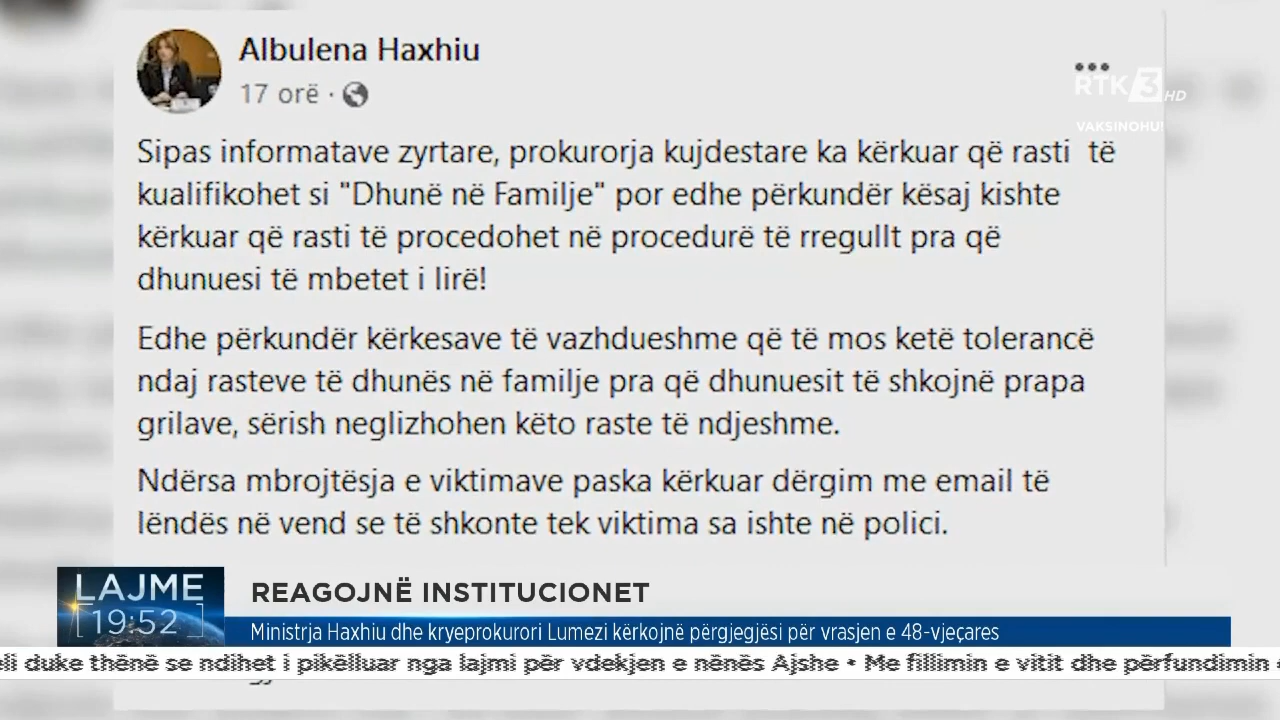 Albulena Haxhiu
17 orë ·
RTK 3 HD
VAKSINOHU!
Sipas informatave zyrtare, prokurorja kujdestare ka kërkuar që rasti të
kualifikohet si "Dhunë në Familje" por edhe përkundër kësaj kishte
kërkuar që rasti të procedohet në procedurë të rregullt pra që
dhunuesi të mbetet i lirë!
Edhe përkundër kërkesave të vazhdueshme që të mos ketë tolerancë
ndaj rasteve të dhunës në familje pra që dhunuesit të shkojnë prapa
grilave, sërish neglizhohen këto raste të ndjeshme.
Ndërsa mbrojtësja e viktimave paska kërkuar dërgim me email të
lëndës në vend se të shkonte tek viktima sa ishte në polici.
LAJME
19:52
REAGOJNË INSTITUCIONET
Ministrja Haxhiu dhe kryeprokurori Lumezi kërkojnë përgjegjësi për vrasjen e 48-vjeçares
duke thënë se ndihet i pikëlluar nga lajmi për vdekjen e nënës Ajshe • Me fillimin e vitit dhe përfundimin